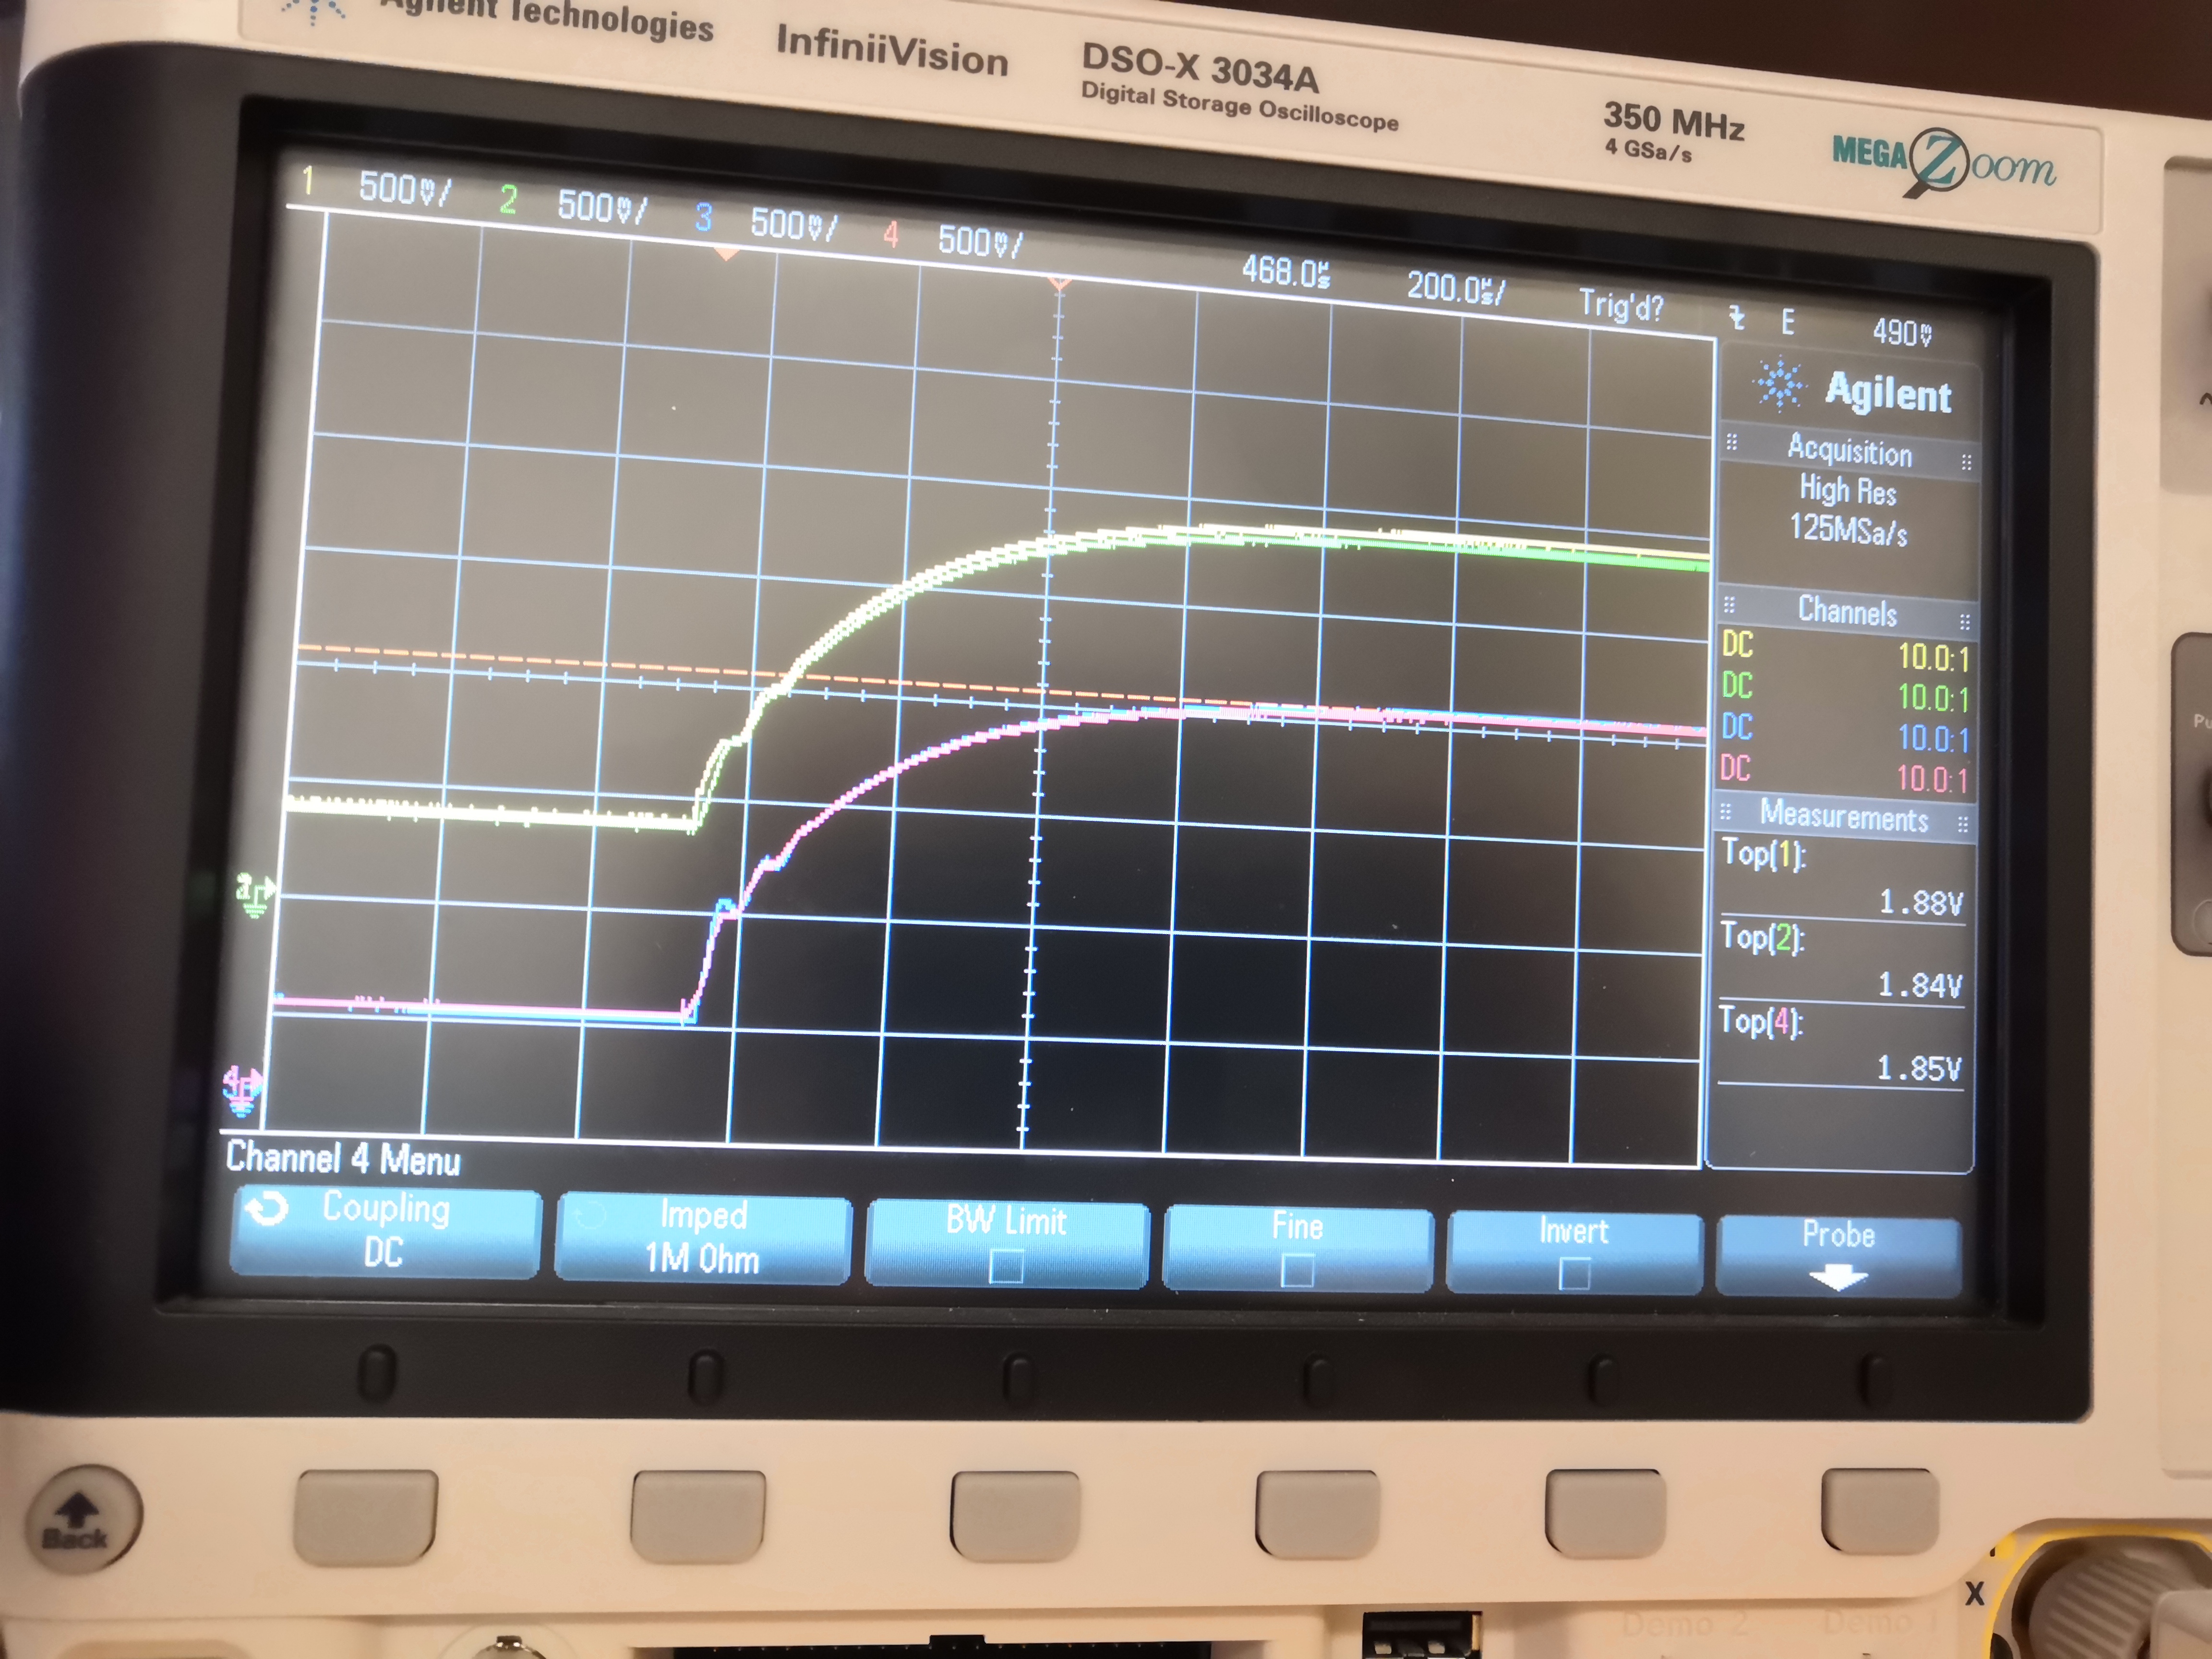 Agilent Technologies InfiniiVision DSO-X 3034A
Digital Storage Oscilloscope
350 MHz
4 GSa/s
MEGA Zoom
1 500mV/ 2 500mV/ 3 500mV/ 4 500mV/ 468.0µs 200.0µs/ Trig'd? E 490mV
Agilent
Acquisition
High Res
125MSa/s
Channels
DC 10.0:1
DC 10.0:1
DC 10.0:1
DC 10.0:1
Measurements
Top(1):
1.88V
Top(2):
1.84V
Top(4):
1.85V
Channel 4 Menu
Coupling
DC
Imped
1M Ohm
BW Limit
Fine
Invert
Probe
Back
X
Demo 2
Demo 1